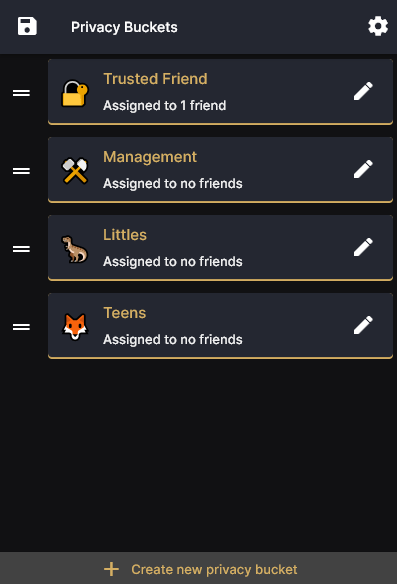 Privacy Buckets
Trusted Friend
Assigned to 1 friend
Management
Assigned to no friends
Littles
Assigned to no friends
Teens
Assigned to no friends
Create new privacy bucket